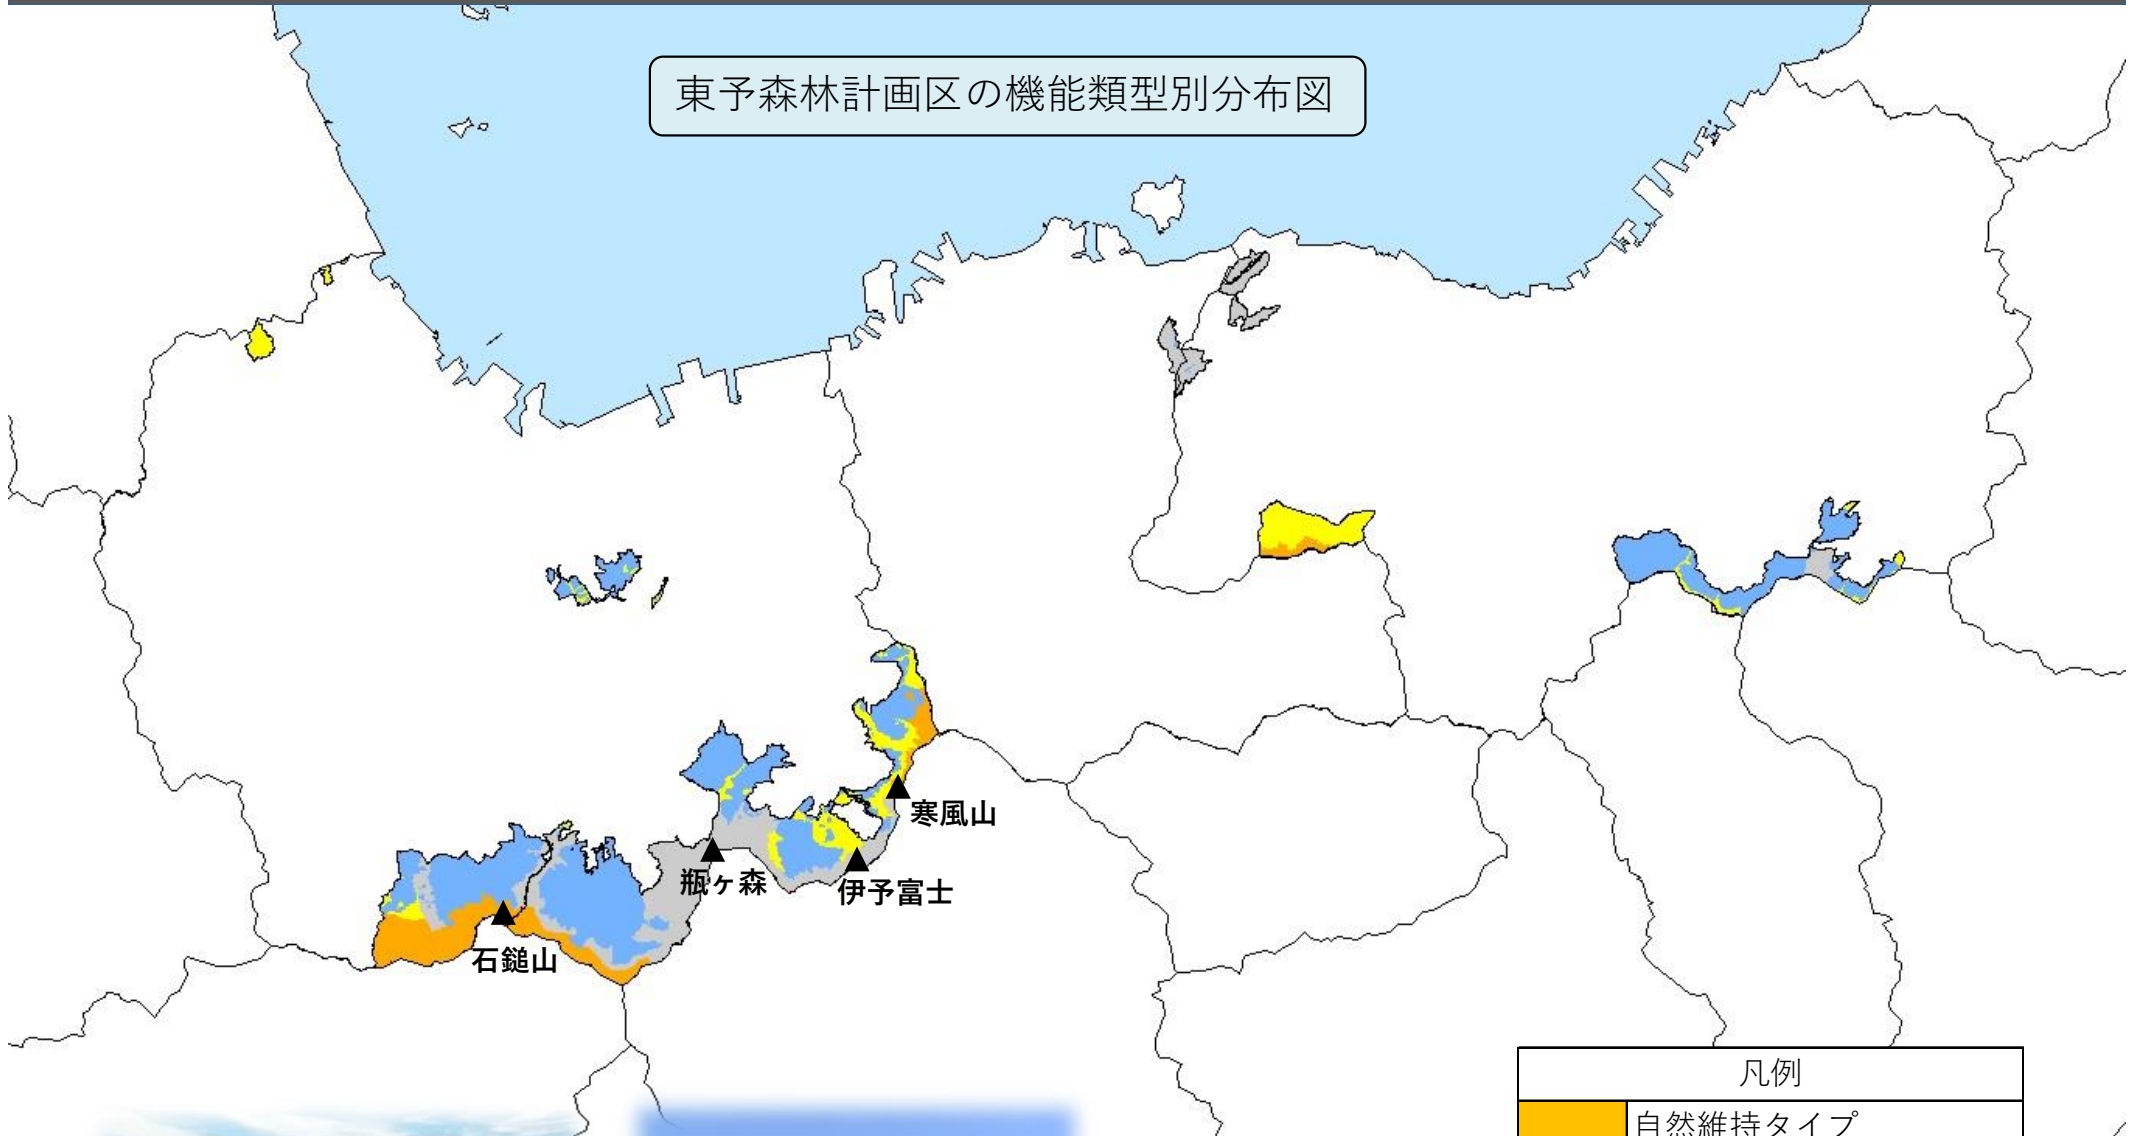 東予森林計画区の機能類型別分布図
寒風山
瓶ヶ森
伊予富士
石鎚山
凡例
自然維持タイプ